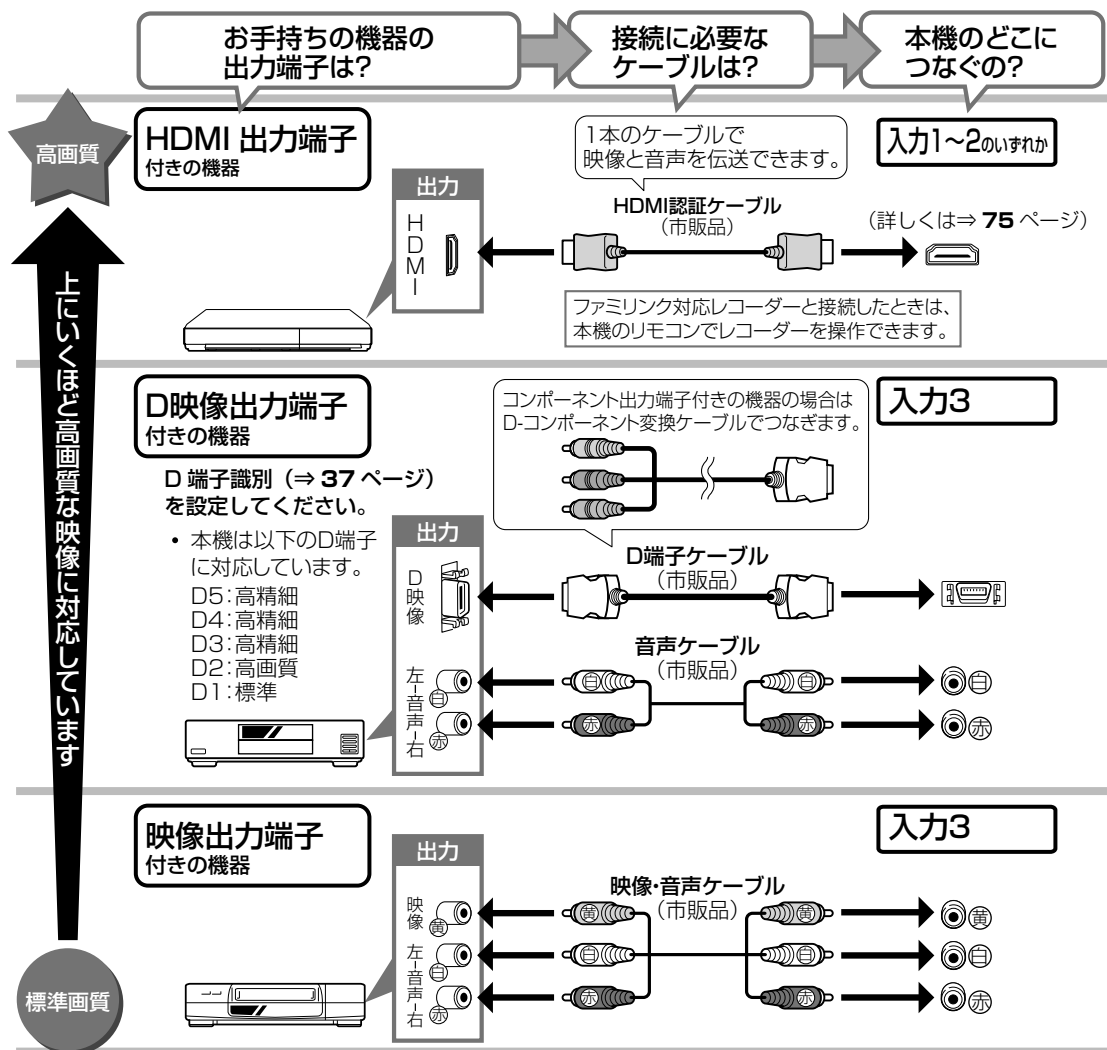 お手持ちの機器の
出力端子は?
接続に必要な
ケーブルは?
本機のどこに
つなぐの?
高画質
上にいくほど高画質な映像に対応しています
標準画質
HDMI 出力端子
付きの機器
出力
HDMI
1本のケーブルで
映像と音声を伝送できます。
HDMI認証ケーブル
（市販品）
入力1～2のいずれか
（詳しくは⇒ 75 ページ）
ファミリンク対応レコーダーと接続したときは、
本機のリモコンでレコーダーを操作できます。
D映像出力端子
付きの機器
D 端子識別（⇒ 37 ページ）
を設定してください。
• 本機は以下のD端子
に対応しています。
D5：高精細
D4：高精細
D3：高精細
D2：高画質
D1：標準
出力
D映像
左-音声-右
白
赤
コンポーネント出力端子付きの機器の場合は
D-コンポーネント変換ケーブルでつなぎます。
D端子ケーブル
（市販品）
音声ケーブル
（市販品）
白 白
赤 赤
入力3
白
赤
映像出力端子
付きの機器
出力
映像
黄
左-音声-右
白
赤
映像・音声ケーブル
（市販品）
黄 黄
白 白
赤 赤
入力3
黄
白
赤